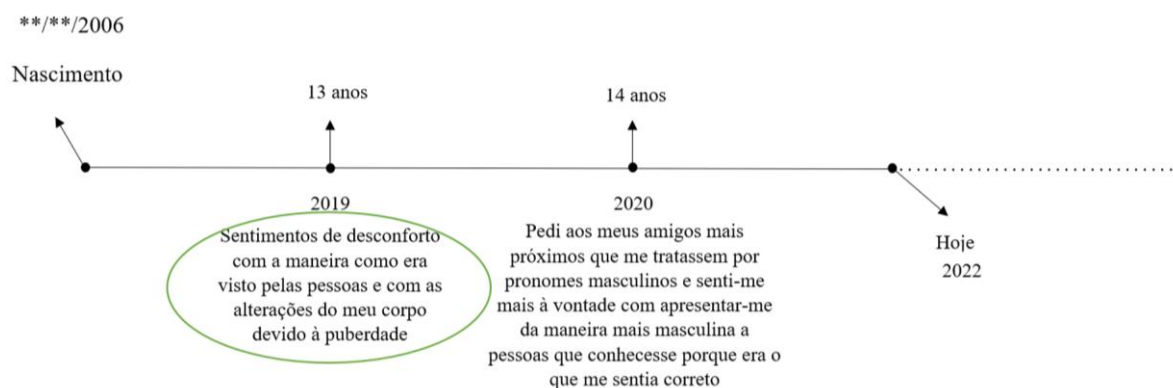 **/**/2006
Nascimento
13 anos
14 anos
2019
Sentimentos de desconforto
com a maneira como era
visto pelas pessoas e com as
alterações do meu corpo
devido à puberdade
2020
Pedi aos meus amigos mais
próximos que me tratassem por
pronomes masculinos e senti-me
mais à vontade com apresentar-me
da maneira mais masculina a
pessoas que conhecesse porque era o
que me sentia correto
Hoje
2022